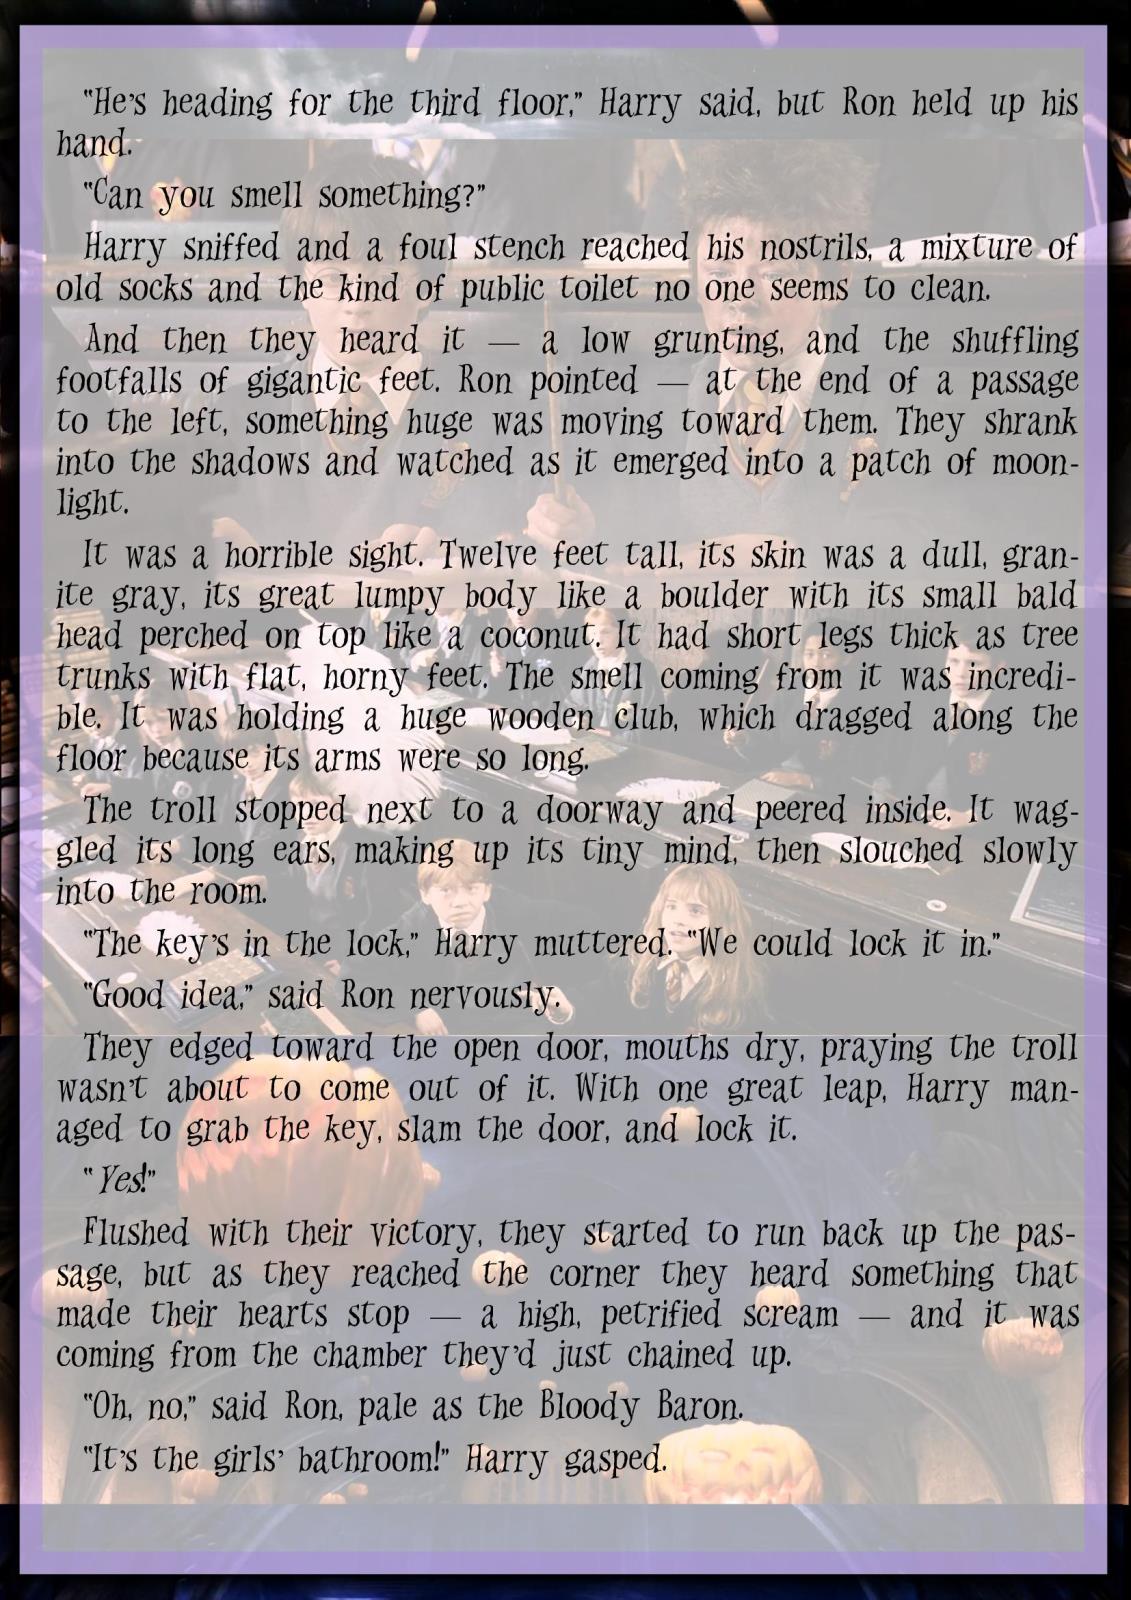 "He's heading for the third floor," Harry said, but Ron held up his
hand.
"Can you smell something?"
Harry sniffed and a foul stench reached his nostrils, a mixture of
old socks and the kind of public toilet no one seems to clean.
And then they heard it — a low grunting, and the shuffling
footfalls of gigantic feet. Ron pointed — at the end of a passage
to the left, something huge was moving toward them. They shrank
into the shadows and watched as it emerged into a patch of moon-
light.
It was a horrible sight. Twelve feet tall, its skin was a dull, gran-
ite gray, its great lumpy body like a boulder with its small bald
head perched on top like a coconut. It had short legs thick as tree
trunks with flat, horny feet. The smell coming from it was incredi-
ble. It was holding a huge wooden club, which dragged along the
floor because its arms were so long.
The troll stopped next to a doorway and peered inside. It wag-
gled its long ears, making up its tiny mind, then slouched slowly
into the room.
"The key's in the lock," Harry muttered. "We could lock it in."
"Good idea," said Ron nervously.
They edged toward the open door, mouths dry, praying the troll
wasn't about to come out of it. With one great leap, Harry man-
aged to grab the key, slam the door, and lock it.
"Yes!"
Flushed with their victory, they started to run back up the pas-
sage, but as they reached the corner they heard something that
made their hearts stop — a high, petrified scream — and it was
coming from the chamber they'd just chained up.
"Oh, no," said Ron, pale as the Bloody Baron.
"It's the girls' bathroom!" Harry gasped.